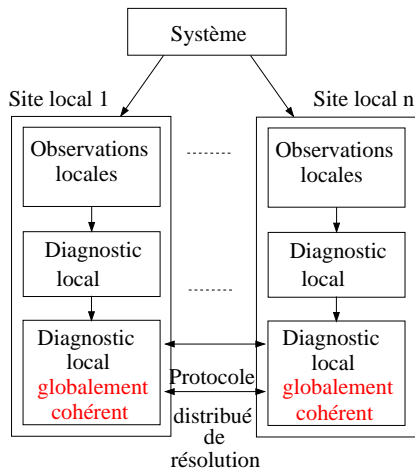 Système
Site local 1
Site local n
Observations
locales
Observations
locales
Diagnostic
local
Diagnostic
local
Diagnostic
local
globalement
cohérent
Protocole
distribué
de
résolution
Diagnostic
local
globalement
cohérent